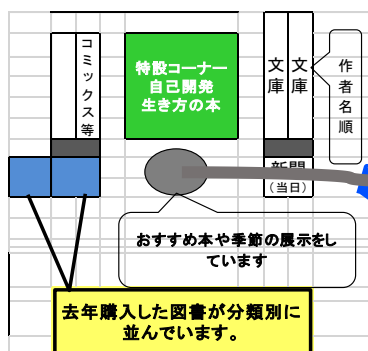 コミックス等
特設コーナー
自己開発
生き方の本
文庫
文庫
作者名順
新聞
(当日)
おすすめ本や季節の展示をし
ています
去年購入した図書が分類別に
並んでいます。